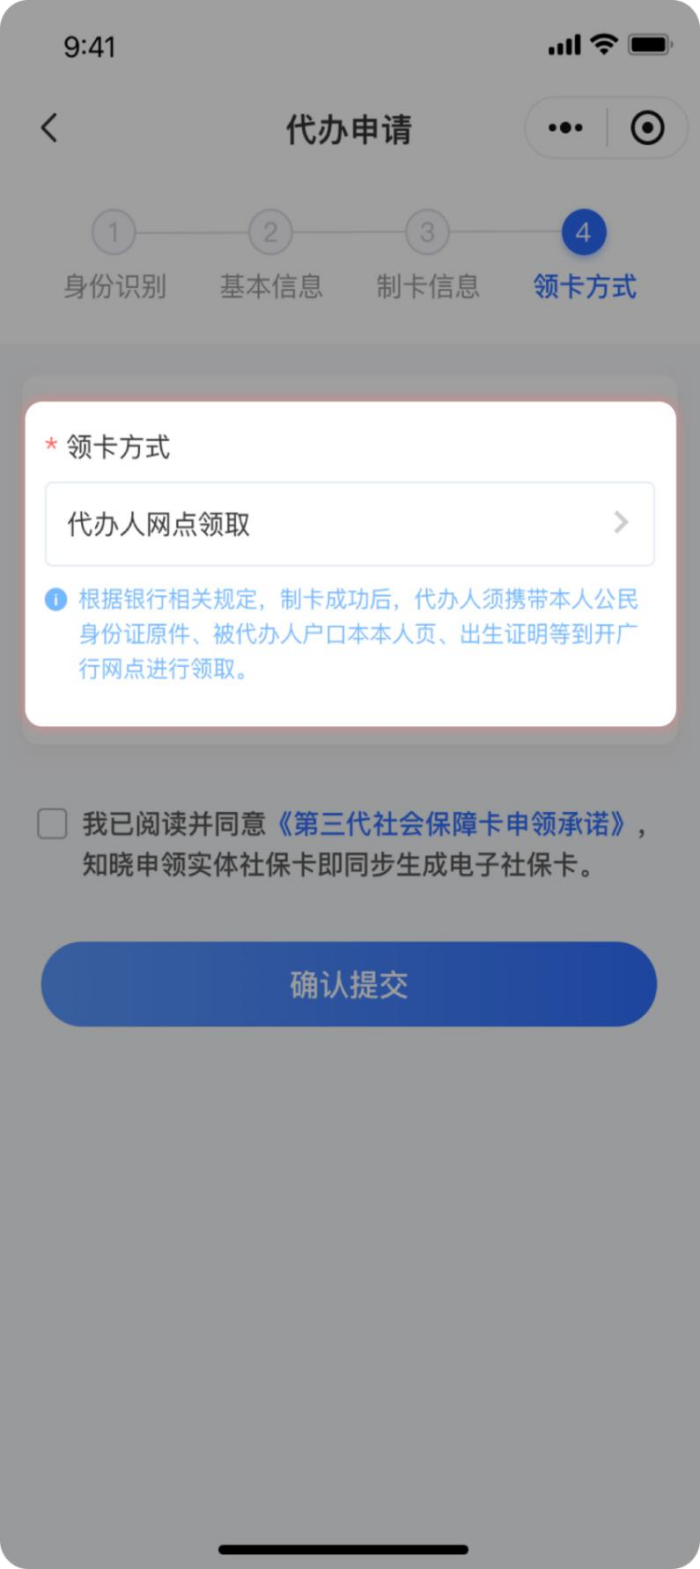 9:41
代办申请
1
2
3
4
身份识别
基本信息
制卡信息
领卡方式
* 领卡方式
代办人网点领取
根据银行相关规定，制卡成功后，代办人须携带本人公民
身份证原件、被代办人户口本本人页、出生证明等到开广
行网点进行领取。
我已阅读并同意《第三代社会保障卡申领承诺》，
知晓申领实体社保卡即同步生成电子社保卡。
确认提交